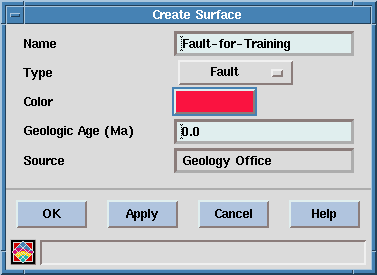 Create Surface
Name Fault-for-Training
Type Fault
Color
Geologic Age (Ma) 0.0
Source Geology Office
OK Apply Cancel Help